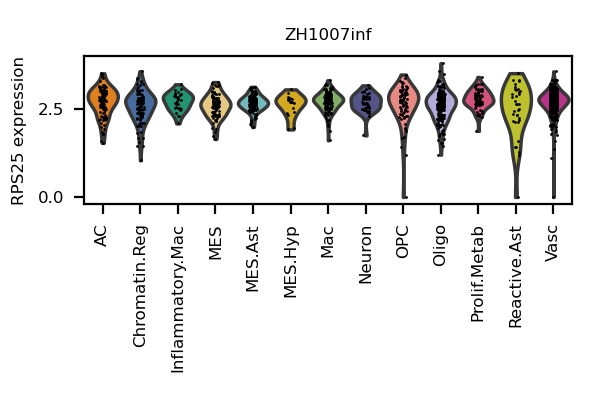 ZH1007inf
RPS25 expression
2.5
0.0
AC
Chromatin.Reg
Inflammatory.Mac
MES
MES.Ast
MES.Hyp
Mac
Neuron
OPC
Oligo
Prolif.Metab
Reactive.Ast
Vasc